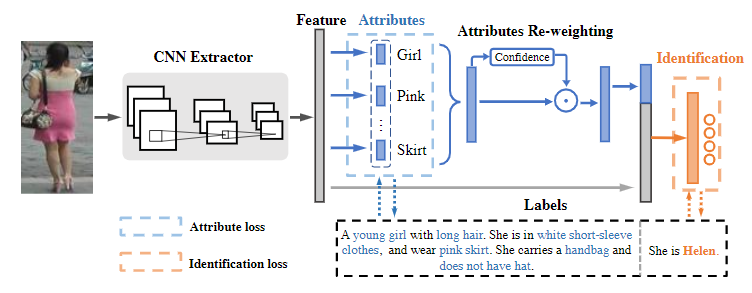 Feature
Attributes
Attributes Re-weighting
CNN Extractor
Girl
Confidence
Identification
Pink
⋮
Skirt
Labels
Attribute loss
Identification loss
A young girl with long hair. She is in white short-sleeve
clothes, and wear pink skirt. She carries a handbag and
does not have hat.
She is Helen.